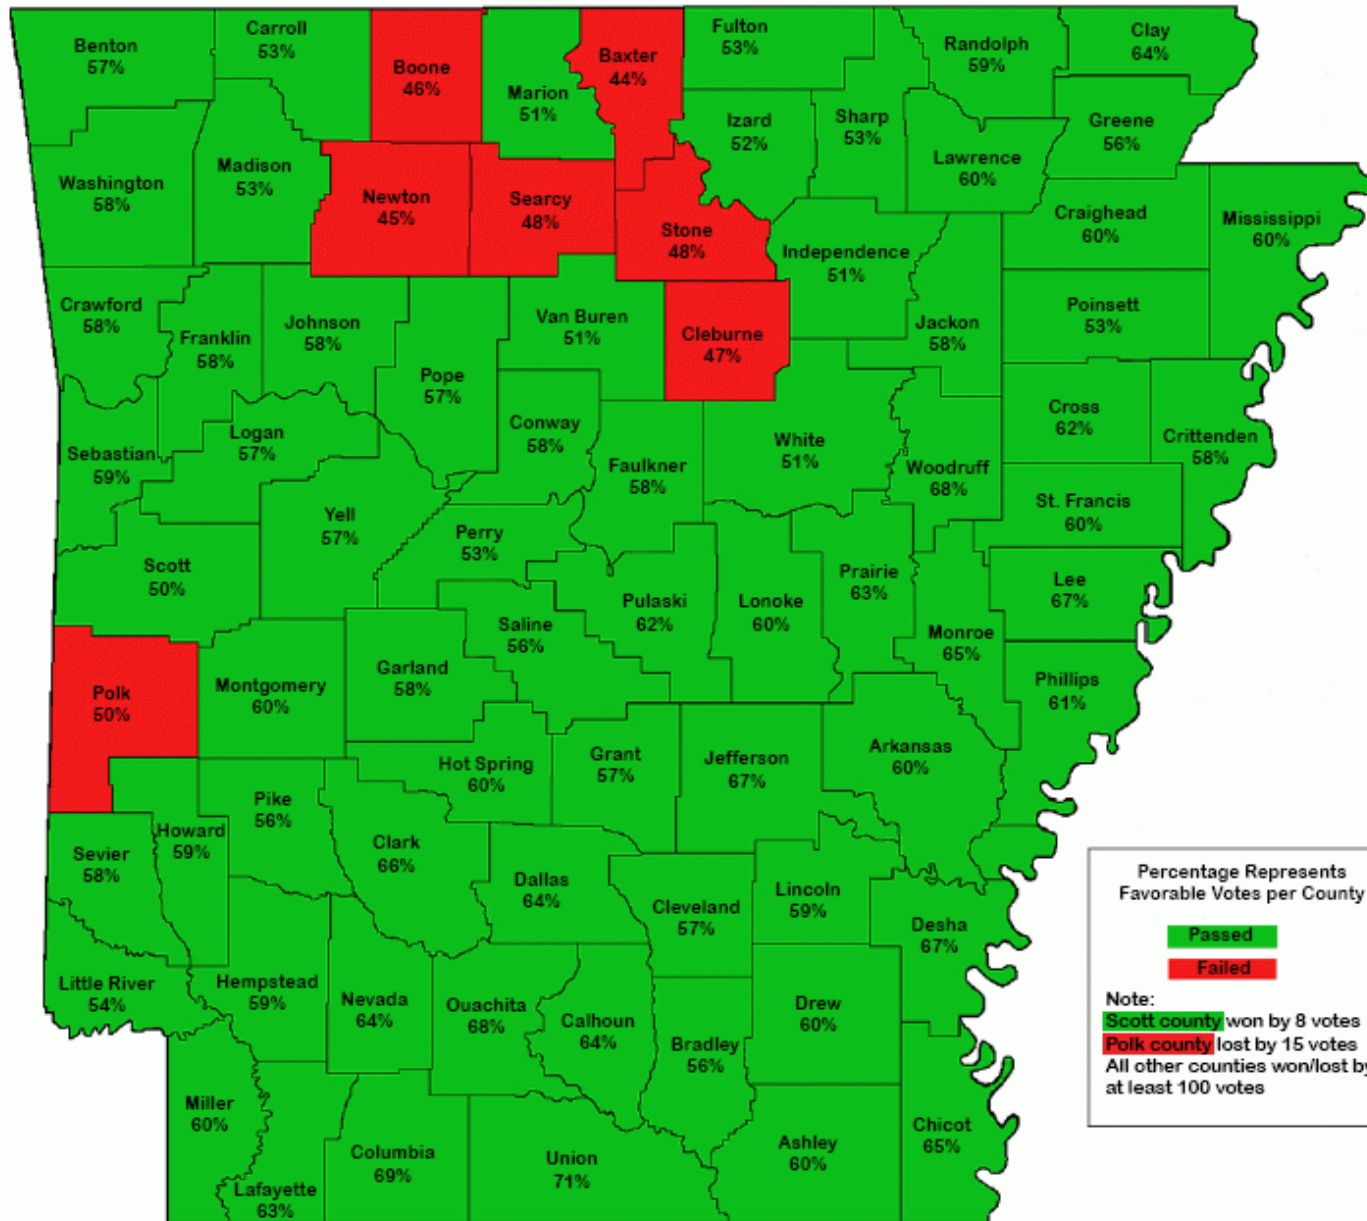 Benton
57%
Carroll
53%
Boone
46%
Marion
51%
Baxter
44%
Fulton
53%
Randolph
59%
Clay
64%
Izard
52%
Sharp
53%
Lawrence
60%
Greene
56%
Washington
58%
Madison
53%
Newton
45%
Searcy
48%
Stone
48%
Independence
51%
Craighead
60%
Mississippi
60%
Crawford
58%
Franklin
58%
Johnson
58%
Pope
57%
Van Buren
51%
Cleburne
47%
Jackon
58%
Poinsett
53%
Sebastian
59%
Logan
57%
Conway
58%
Faulkner
58%
White
51%
Woodruff
68%
Cross
62%
Crittenden
58%
St. Francis
60%
Scott
50%
Yell
57%
Perry
53%
Saline
56%
Pulaski
62%
Lonoke
60%
Prairie
63%
Monroe
65%
Lee
67%
Phillips
61%
Polk
50%
Montgomery
60%
Garland
58%
Hot Spring
60%
Grant
57%
Jefferson
67%
Arkansas
60%
Sevier
58%
Howard
59%
Pike
56%
Clark
66%
Dallas
64%
Cleveland
57%
Lincoln
59%
Desha
67%
Little River
54%
Hempstead
59%
Nevada
64%
Ouachita
68%
Calhoun
64%
Bradley
56%
Drew
60%
Miller
60%
Lafayette
63%
Columbia
69%
Union
71%
Ashley
60%
Chicot
65%
Percentage Represents
Favorable Votes per County
Passed
Failed
Note:
Scott county won by 8 votes
Polk county lost by 15 votes
All other counties won/lost by
at least 100 votes